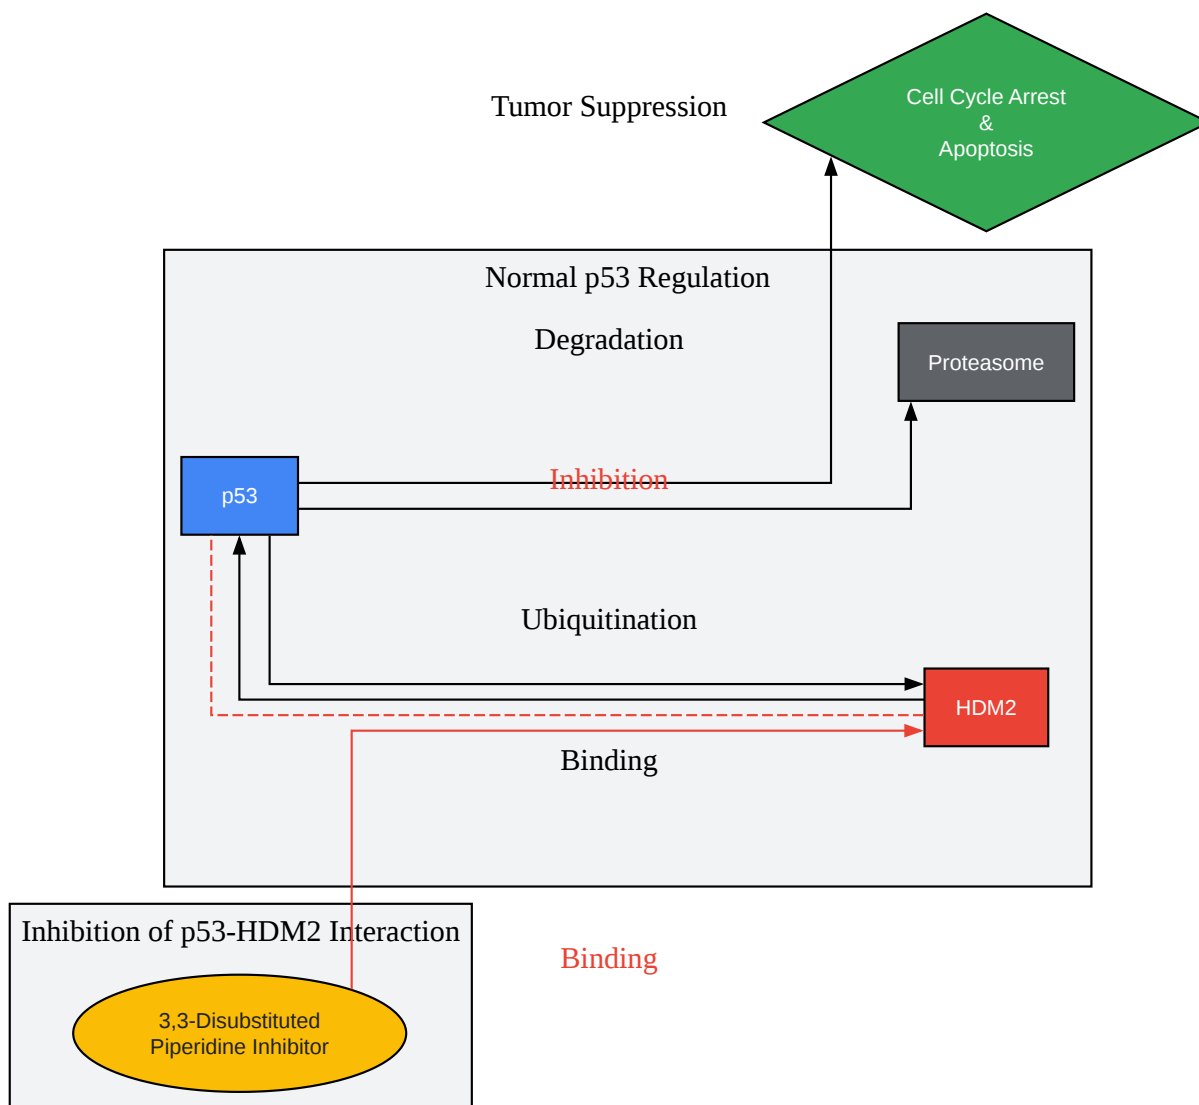 Tumor Suppression
Cell Cycle Arrest
&
Apoptosis
Normal p53 Regulation
Degradation
Proteasome
Inhibition
p53
Ubiquitination
HDM2
Binding
Inhibition of p53-HDM2 Interaction
Binding
3,3-Disubstituted
Piperidine Inhibitor